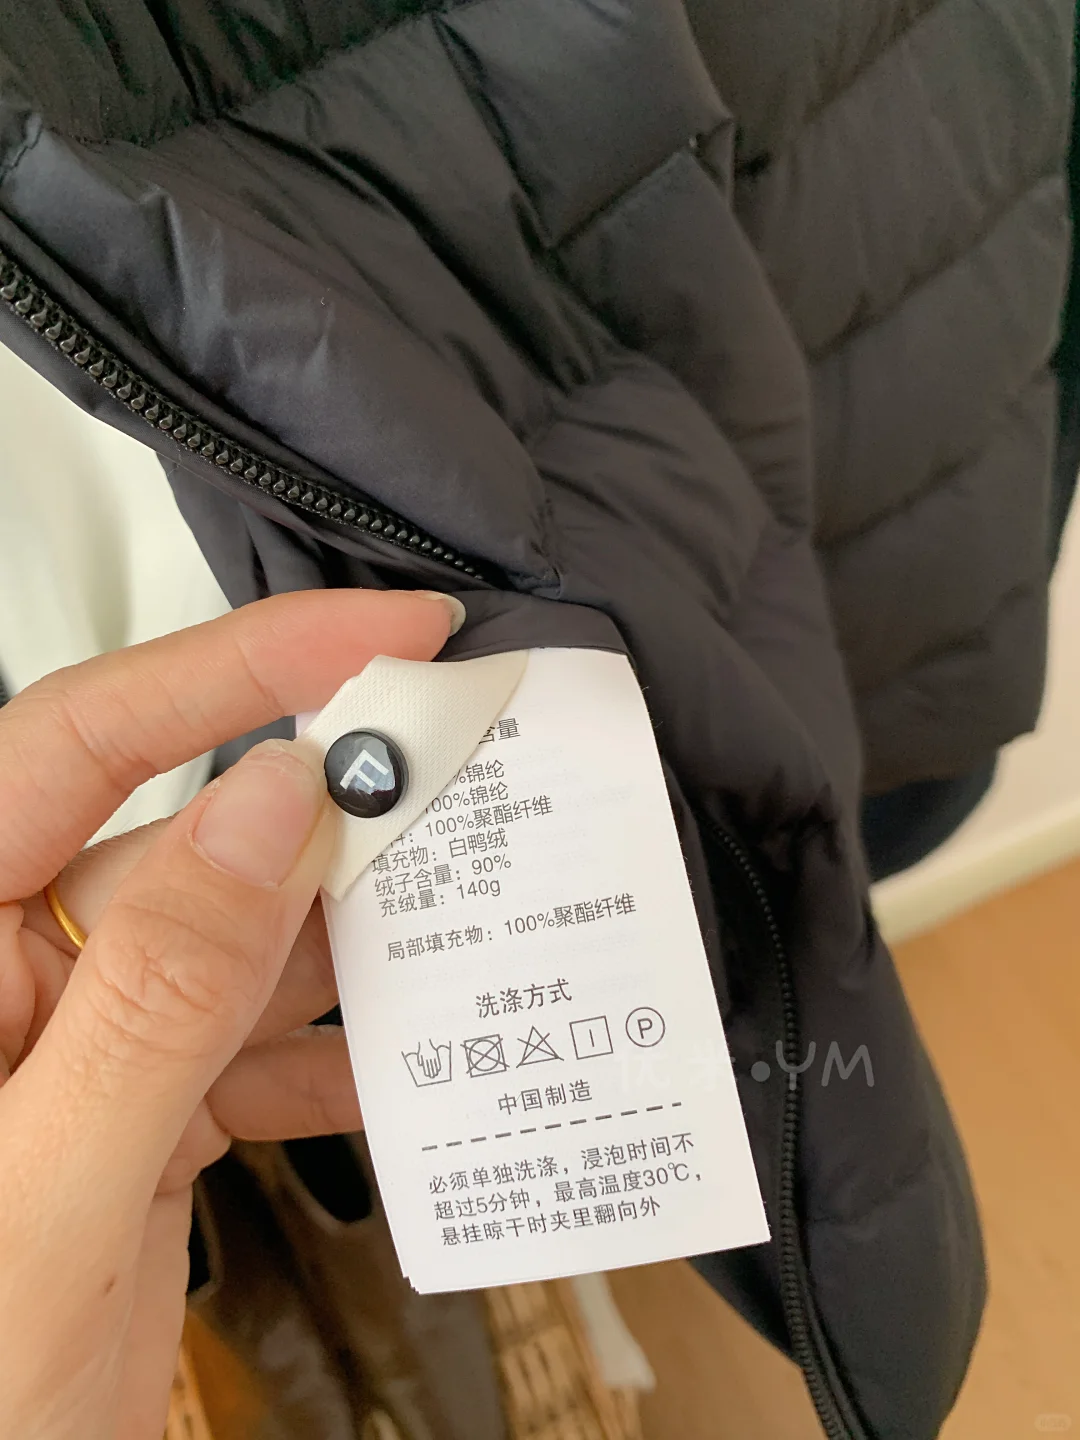 含量
%锦纶
100%锦纶
料：100%聚酯纤维
填充物：白鸭绒
绒子含量：90%
充绒量：140g
局部填充物：100%聚酯纤维
洗涤方式
P
中国制造
必须单独洗涤，浸泡时间不
超过5分钟，最高温度30℃，
悬挂晾干时夹里翻向外
YM